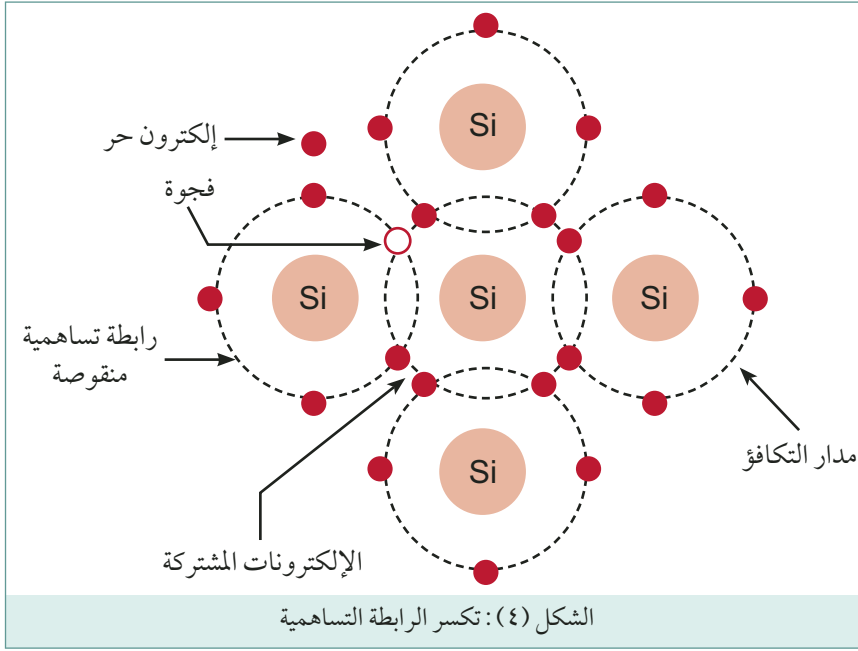 Si
إلكترون حر
فجوة
Si
Si
Si
رابطة تساهمية
منقوصة
مدار التكافؤ
Si
الإلكترونات المشتركة
الشكل (٤): تكسر الرابطة التساهمية